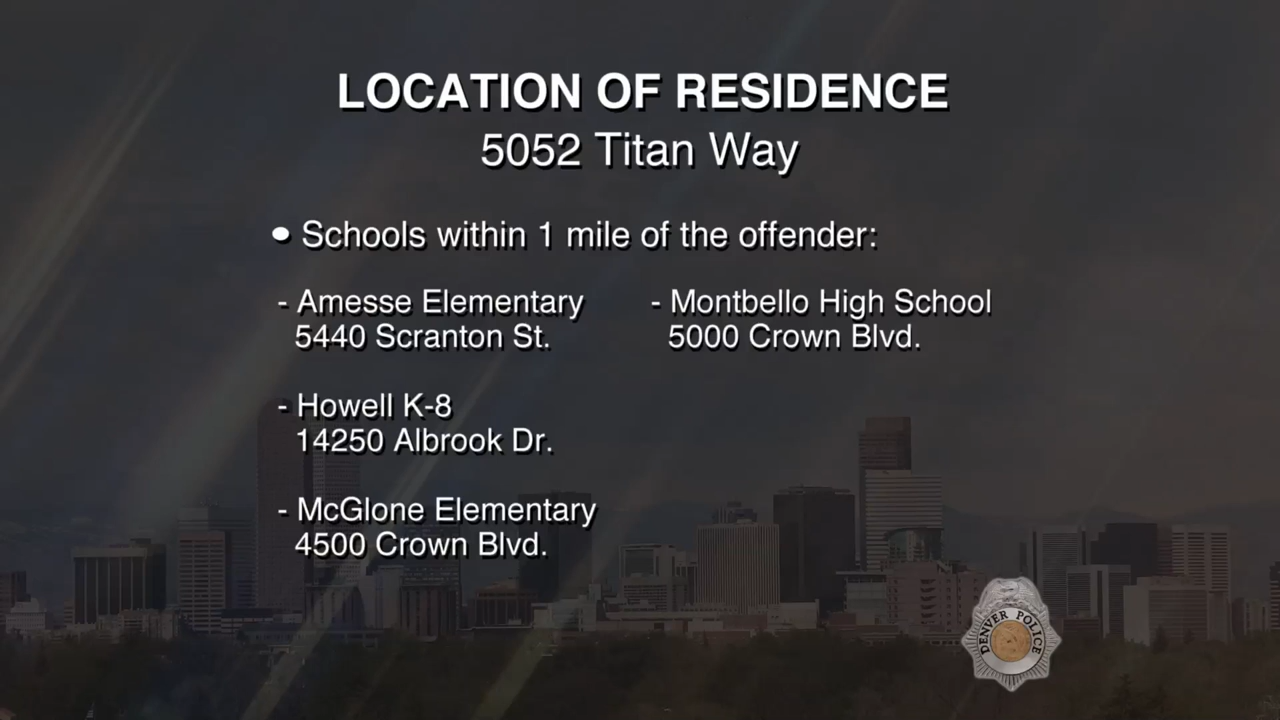 LOCATION OF RESIDENCE
5052 Titan Way
• Schools within 1 mile of the offender:
- Amesse Elementary
5440 Scranton St.
- Howell K-8
14250 Albrook Dr.
- McGlone Elementary
4500 Crown Blvd.
- Montbello High School
5000 Crown Blvd.
DENVER POLICE